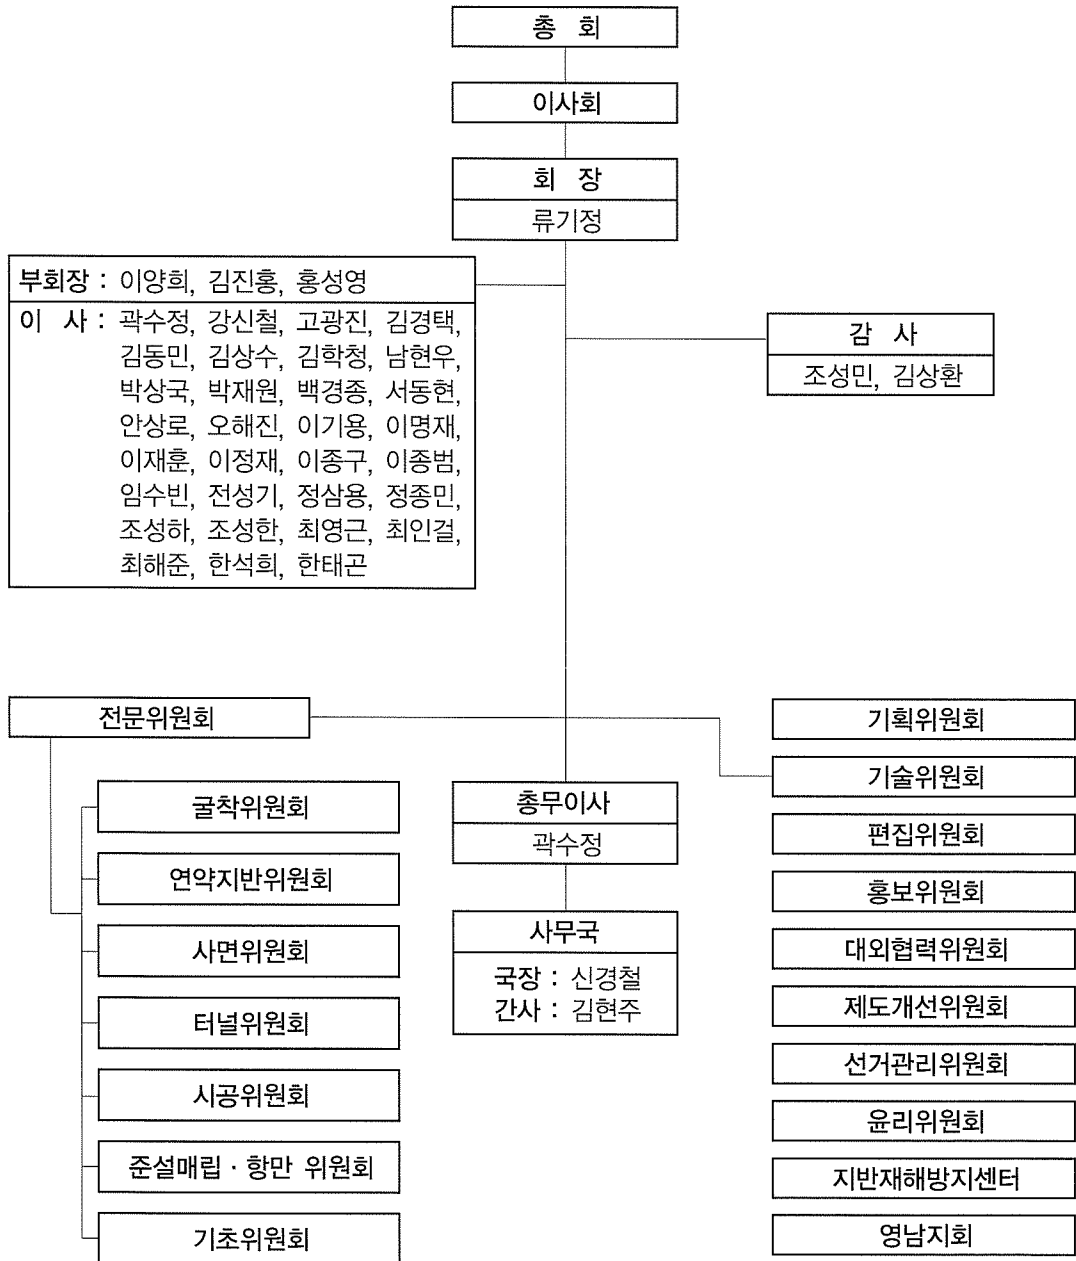 총 회
이사회
회 장
류기정
부회장 : 이양희, 김진홍, 홍성영
이 사 : 곽수정, 강신철, 고광진, 김경택,
김동민, 김상수, 김학청, 남현우,
박상국, 박재원, 백경종, 서동현,
안상로, 오해진, 이기용, 이명재,
이재훈, 이정재, 이종구, 이종범,
임수빈, 전성기, 정삼용, 정종민,
조성하, 조성한, 최영근, 최인걸,
최해준, 한석희, 한태곤
감 사
조성민, 김상환
전문위원회
굴착위원회
연약지반위원회
사면위원회
터널위원회
시공위원회
준설매립 · 항만 위원회
기초위원회
총무이사
곽수정
사무국
국장 : 신경철
간사 : 김현주
기획위원회
기술위원회
편집위원회
홍보위원회
대외협력위원회
제도개선위원회
선거관리위원회
윤리위원회
지반재해방지센터
영남지회